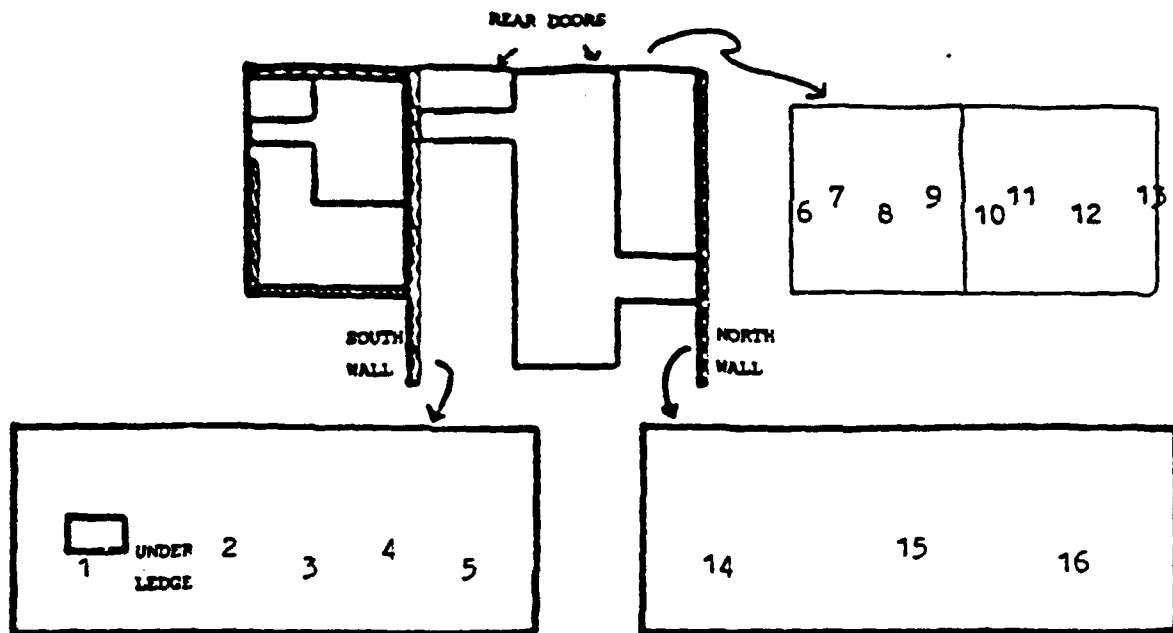 REAR DOORS
6 7 8 9 10 11 12 13
SOUTH
WALL
NORTH
WALL
1 UNDER
LEDGE
2 3 4 5
14 15 16